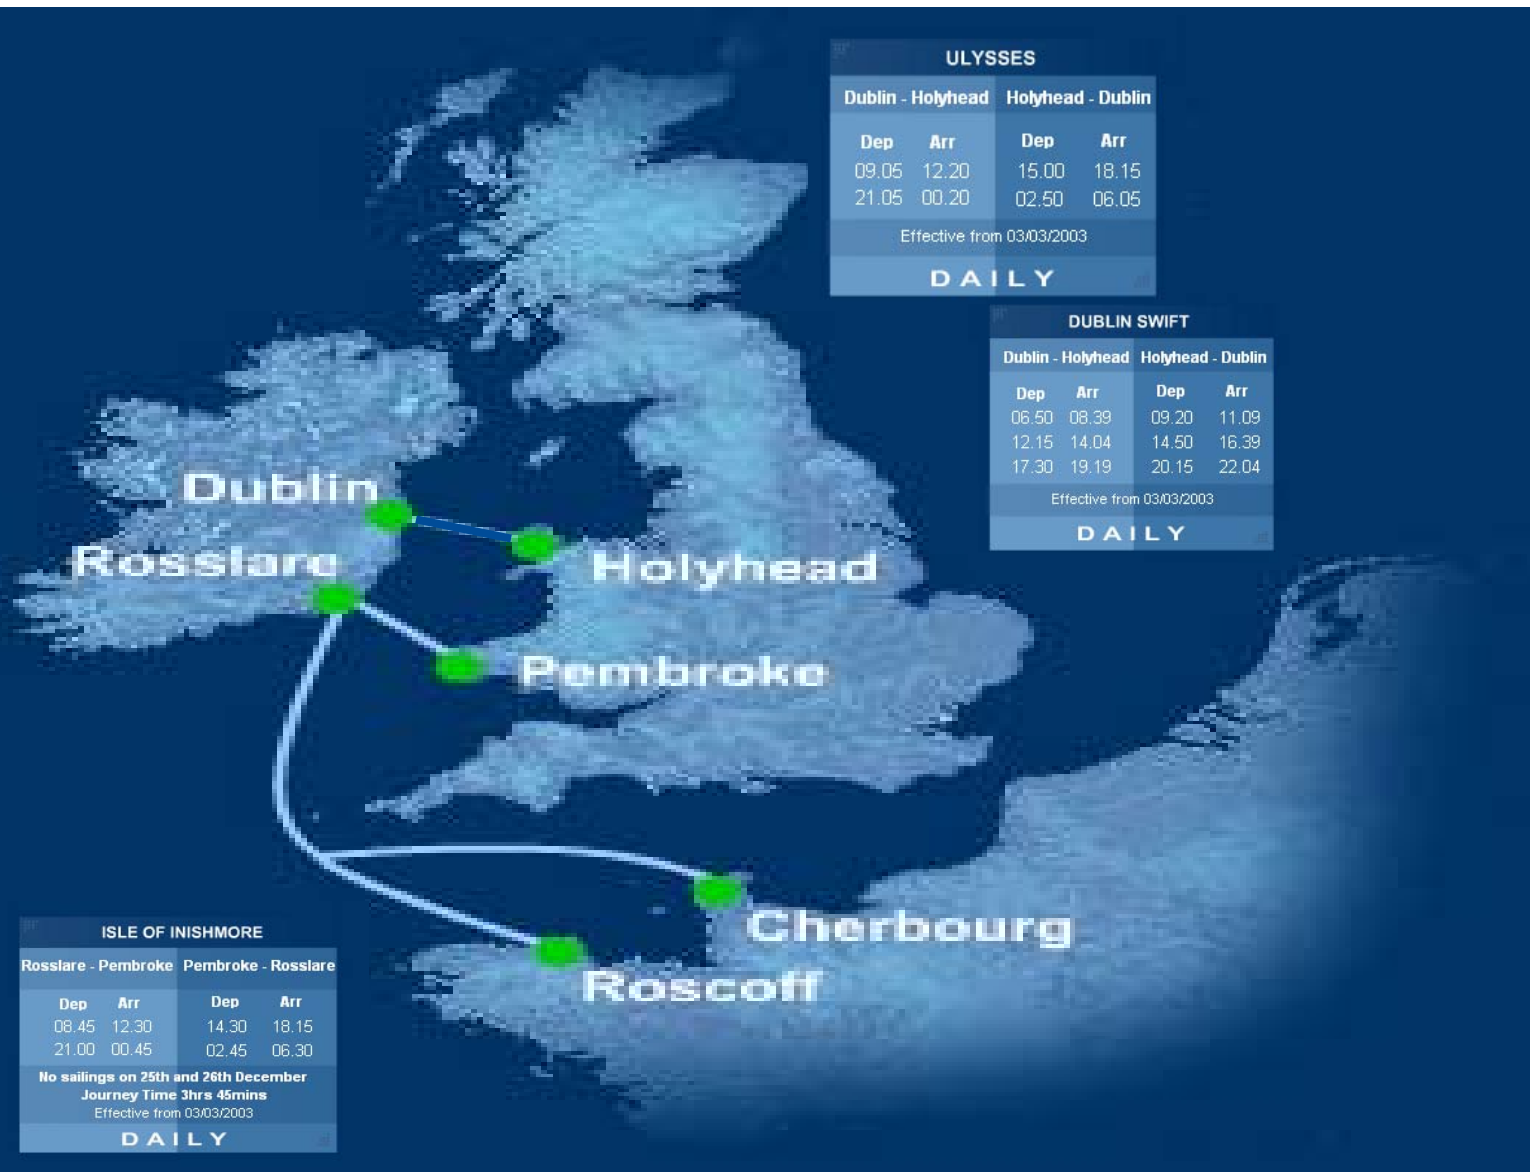 ULYSSES
Dublin - Holyhead Holyhead - Dublin
Dep Arr Dep Arr
09.05 12.20 15.00 18.15
21.05 00.20 02.50 06.05
Effective from 03/03/2003
DAILY
DUBLIN SWIFT
Dublin - Holyhead Holyhead - Dublin
Dep Arr Dep Arr
06.50 08.39 09.20 11.09
12.15 14.04 14.50 16.39
17.30 19.19 20.15 22.04
Effective from 03/03/2003
DAILY
Dublin
Rosslare
Holyhead
Pembroke
Cherbourg
Roscoff
ISLE OF INISHMORE
Rosslare - Pembroke Pembroke - Rosslare
Dep Arr Dep Arr
08.45 12.30 14.30 18.15
21.00 00.45 02.45 06.30
No sailings on 25th and 26th December
Journey Time 3hrs 45mins
Effective from 03/03/2003
DAILY